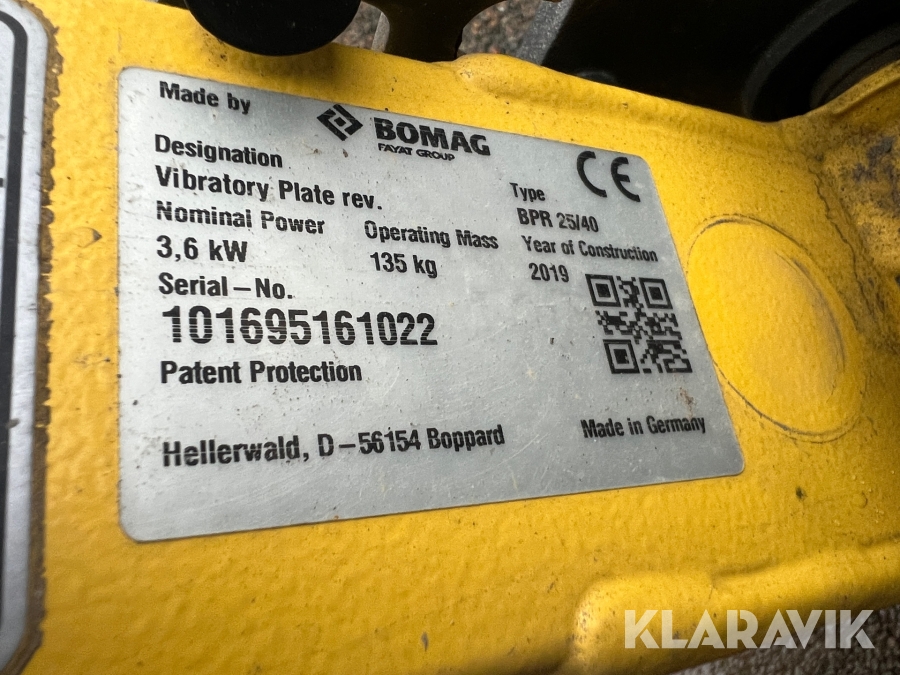 Made by
BOMAG
FAYAT GROUP
CE
Designation
Vibratory Plate rev.
Type
BPR 25/40
Nominal Power
3,6 kW
Operating Mass
135 kg
Year of Construction
2019
Serial-No.
101695161022
Patent Protection
Hellerwald, D-56154 Boppard
Made in Germany
KLARAVIK